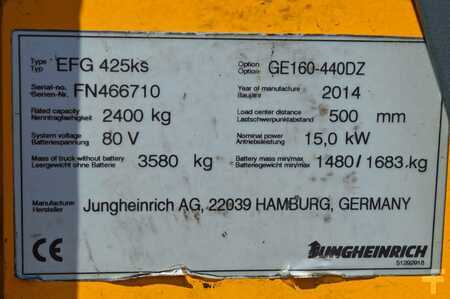 Type EFG 425ks Option GE160-440DZ
Typ Option
Serial-no. FN466710 Year of manufacture 2014
Serien-Nr. Baujahr
Rated capacity 2400 kg Load center distance 500 mm
Nenntragfähigkeit Lastschwerpunktabstand
System voltage 80 V Nominal power 15,0 kW
Batteriespannung Antriebsleistung
Mass of truck without battery 3580 kg Battery mass min/max 1480/1683.kg
Leergewicht ohne Batterie Batteriegewicht min/max
Manufacturer Jungheinrich AG, 22039 HAMBURG, GERMANY
Hersteller
CE JUNGHEINRICH
51292918